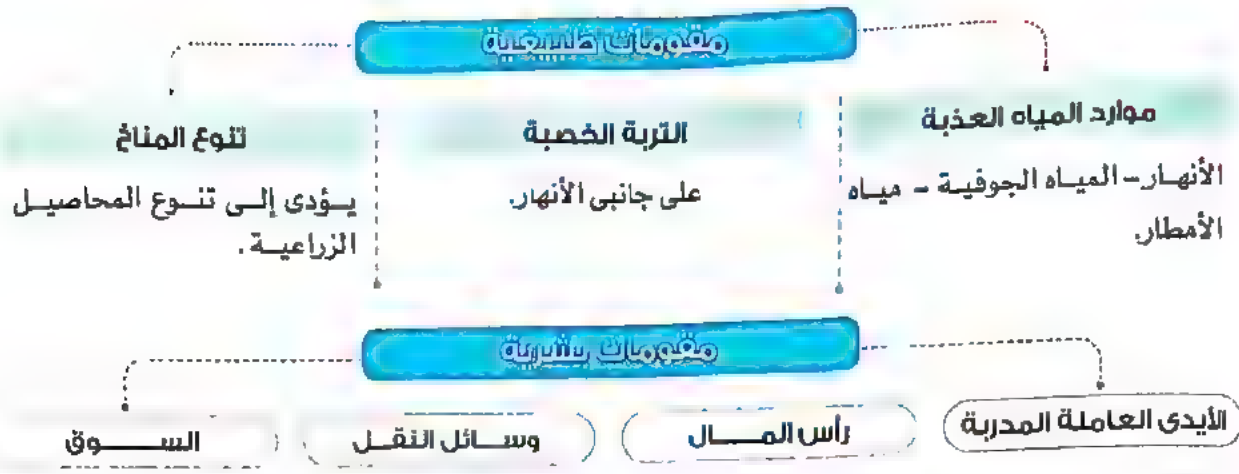 مقومات طبيعية
موارد المياه العذبة
الأنهار - المياه الجوفية - مياه
الأمطار.
التربة الخصبة
على جانبى الأنهار.
تنوع المناخ
يؤدى إلى تنوع المحاصيل
الزراعية.
مقومات بشرية
الأيدى العاملة المدربة
رأس المال
وسائل النقل
السوق